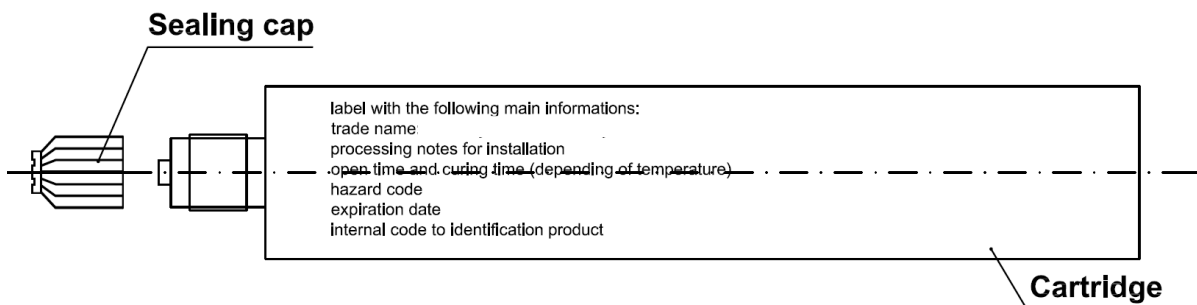 Sealing cap
label with the following main informations:
trade name:
processing notes for installation
open time and curing time (depending of temperature)
hazard code
expiration date
internal code to identification product
Cartridge